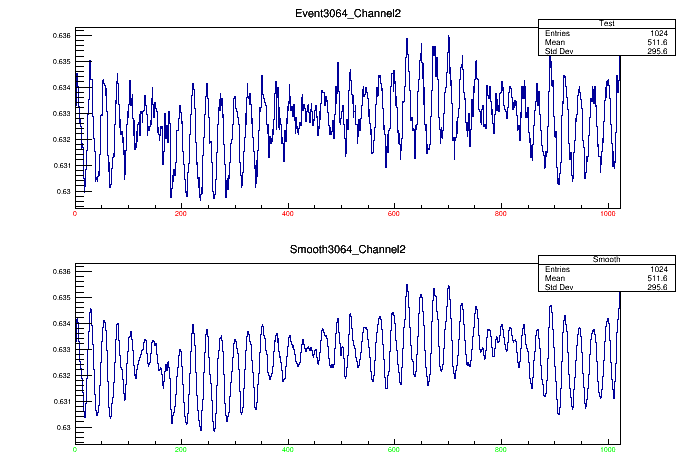 Event3064_Channel2
Test
Entries 1024
Mean 511.6
Std Dev 295.6
0.636
0.635
0.634
0.633
0.632
0.631
0.63
0 200 400 600 800 1000
Smooth3064_Channel2
Smooth
Entries 1024
Mean 511.6
Std Dev 295.6
0.636
0.635
0.634
0.633
0.632
0.631
0.63
0 200 400 600 800 1000